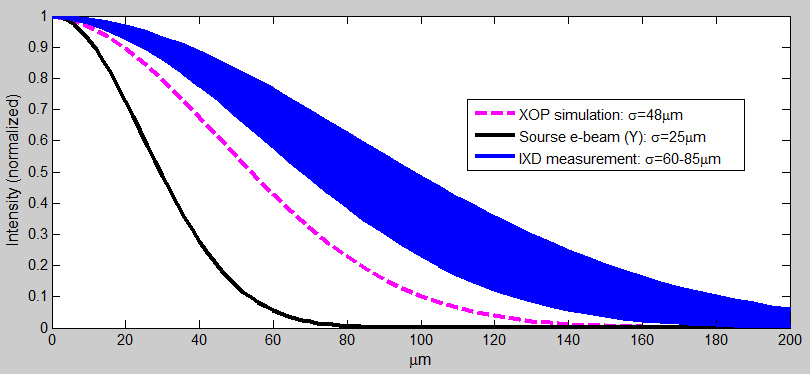 Intensity (normalized)
1
0.9
0.8
0.7
0.6
0.5
0.4
0.3
0.2
0.1
0
XOP simulation: σ=48μm
Sourse e-beam (Y): σ=25μm
IXD measurement: σ=60-85μm
0 20 40 60 80 100 120 140 160 180 200
μm